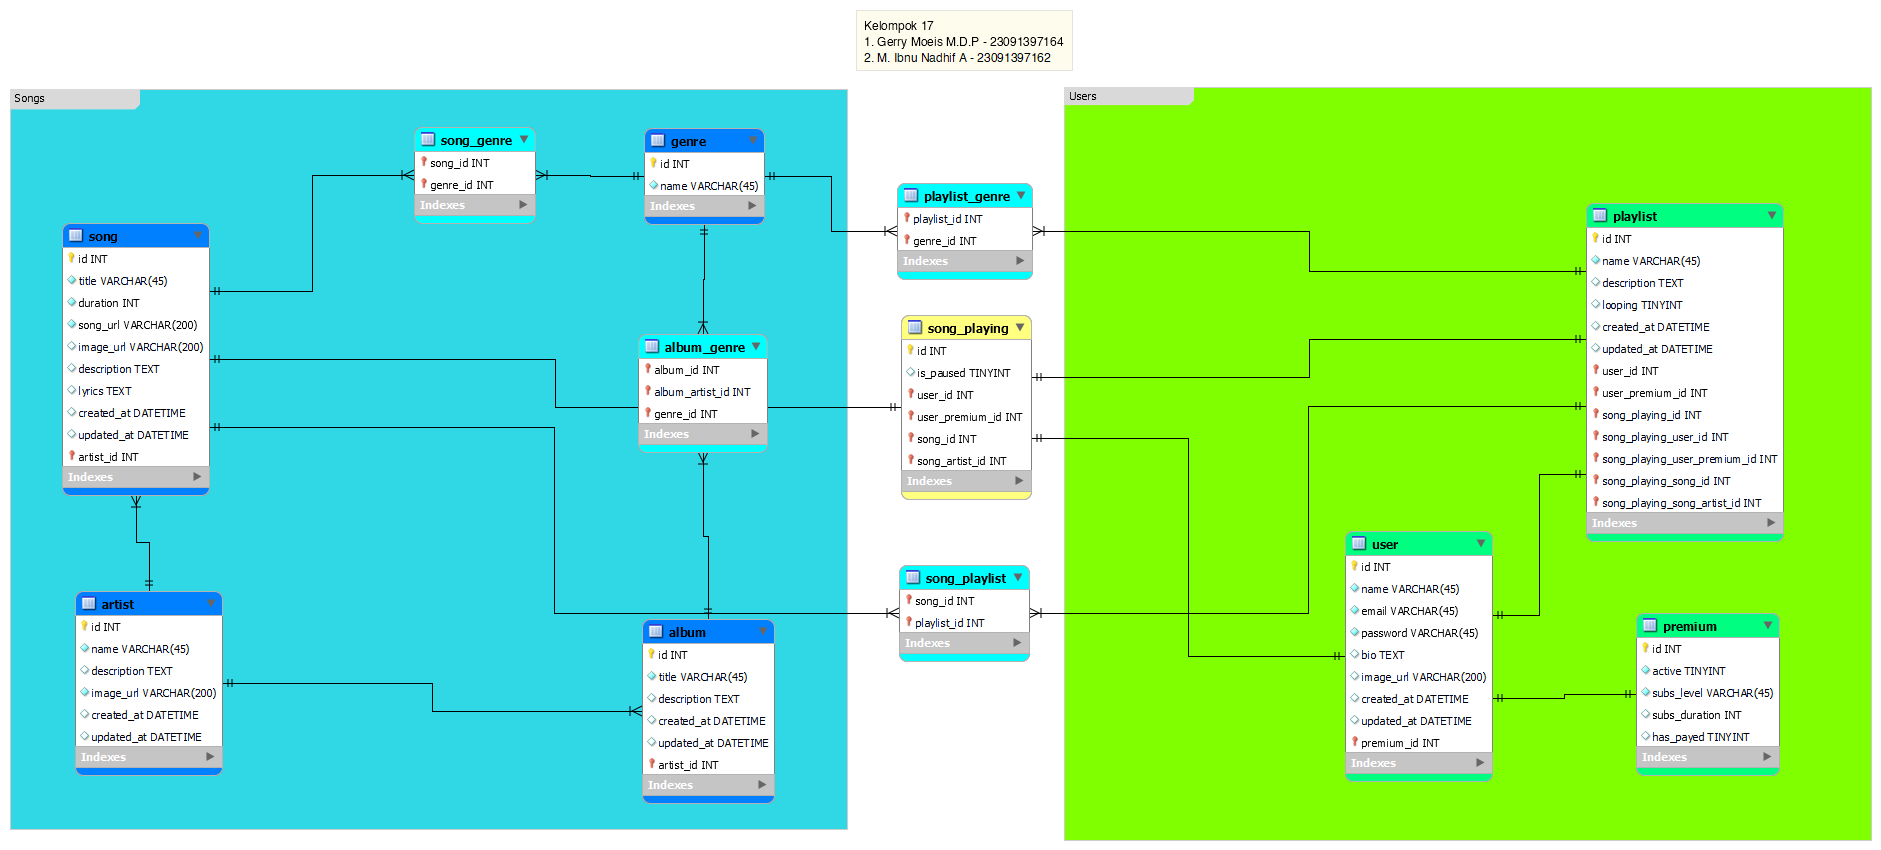 Kelompok 17
1. Gerry Moeis M.D.P - 23091397164
2. M. Ibnu Nadhif A - 23091397162
Songs
song_genre
song_id INT
genre_id INT
Indexes
genre
id INT
name VARCHAR(45)
Indexes
song
id INT
title VARCHAR(45)
duration INT
song_url VARCHAR(200)
image_url VARCHAR(200)
description TEXT
lyrics TEXT
created_at DATETIME
updated_at DATETIME
artist_id INT
Indexes
album_genre
album_id INT
album_artist_id INT
genre_id INT
Indexes
artist
id INT
name VARCHAR(45)
description TEXT
image_url VARCHAR(200)
created_at DATETIME
updated_at DATETIME
Indexes
album
id INT
title VARCHAR(45)
description TEXT
created_at DATETIME
updated_at DATETIME
artist_id INT
Indexes
playlist_genre
playlist_id INT
genre_id INT
Indexes
song_playing
id INT
is_paused TINYINT
user_id INT
user_premium_id INT
song_id INT
song_artist_id INT
Indexes
song_playlist
song_id INT
playlist_id INT
Indexes
Users
playlist
id INT
name VARCHAR(45)
description TEXT
looping TINYINT
created_at DATETIME
updated_at DATETIME
user_id INT
user_premium_id INT
song_playing_id INT
song_playing_user_id INT
song_playing_user_premium_id INT
song_playing_song_id INT
song_playing_song_artist_id INT
Indexes
user
id INT
name VARCHAR(45)
email VARCHAR(45)
password VARCHAR(45)
bio TEXT
image_url VARCHAR(200)
created_at DATETIME
updated_at DATETIME
premium_id INT
Indexes
premium
id INT
active TINYINT
subs_level VARCHAR(45)
subs_duration INT
has_payed TINYINT
Indexes